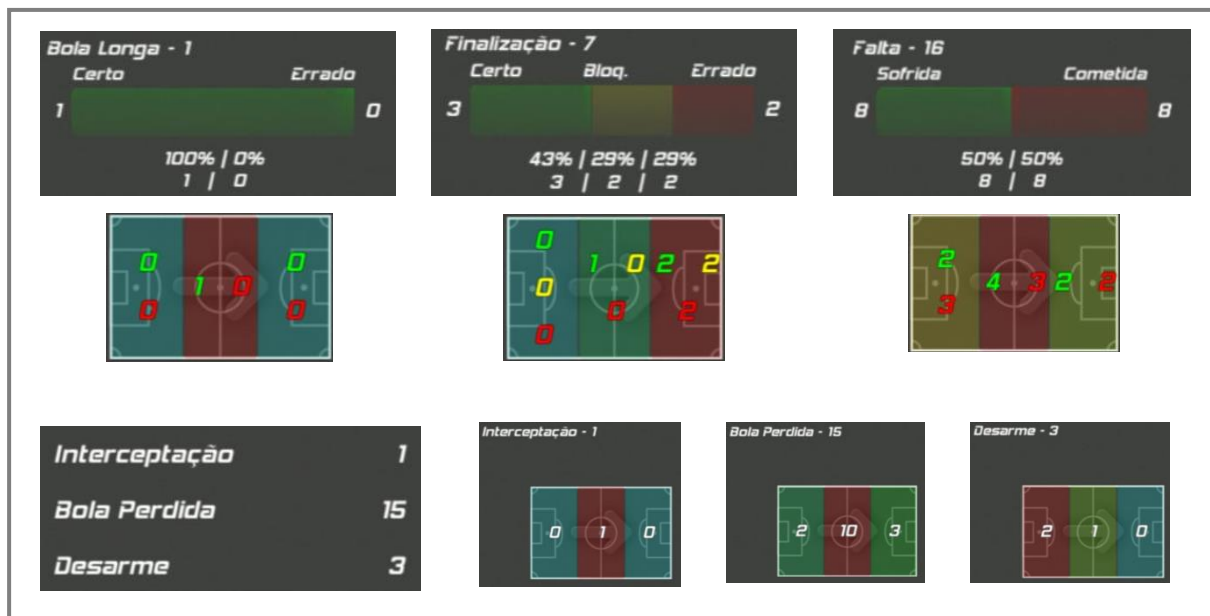 Bola Longa - 1
Certo Errado
1 0
100% | 0%
1 | 0
Finalização - 7
Certo Bloq. Errado
3 2
43% | 29% | 29%
3 | 2 | 2
Falta - 16
Sofrida Cometida
8 8
50% | 50%
8 | 8
0 0
1 0
0 0
0 1 0 2 2
0
0 0 2
2
4 3 2 2
3
Interceptação 1
Bola Perdida 15
Desarme 3
Interceptação - 1
0 1 0
Bola Perdida - 15
2 10 3
Desarme - 3
2 1 0